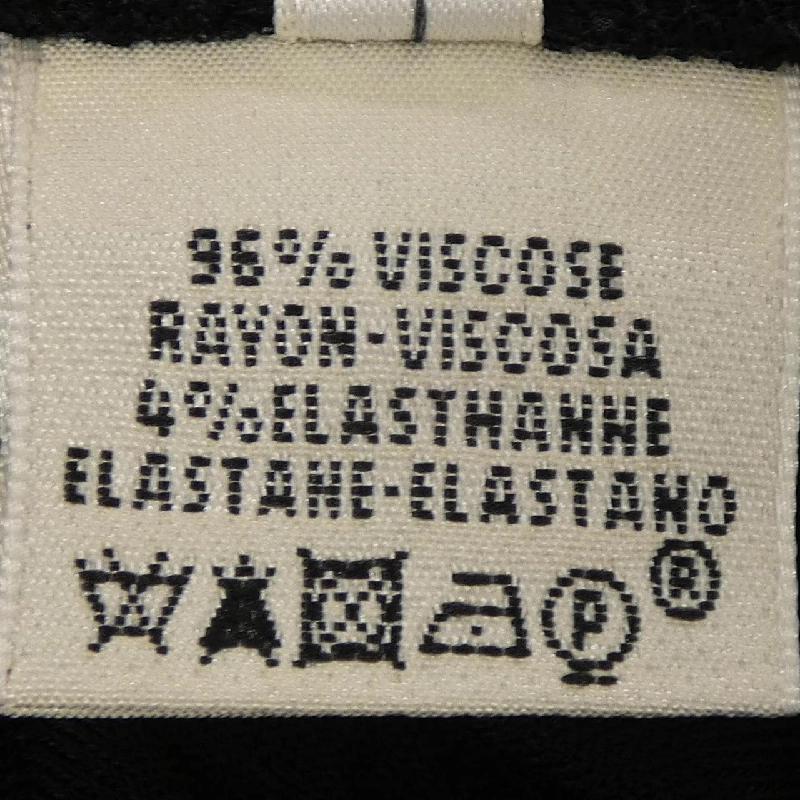 96% VISCOSE
RAYON-VISCOSA
4%ELASTHANNE
ELASTANE-ELASTANO
P ®